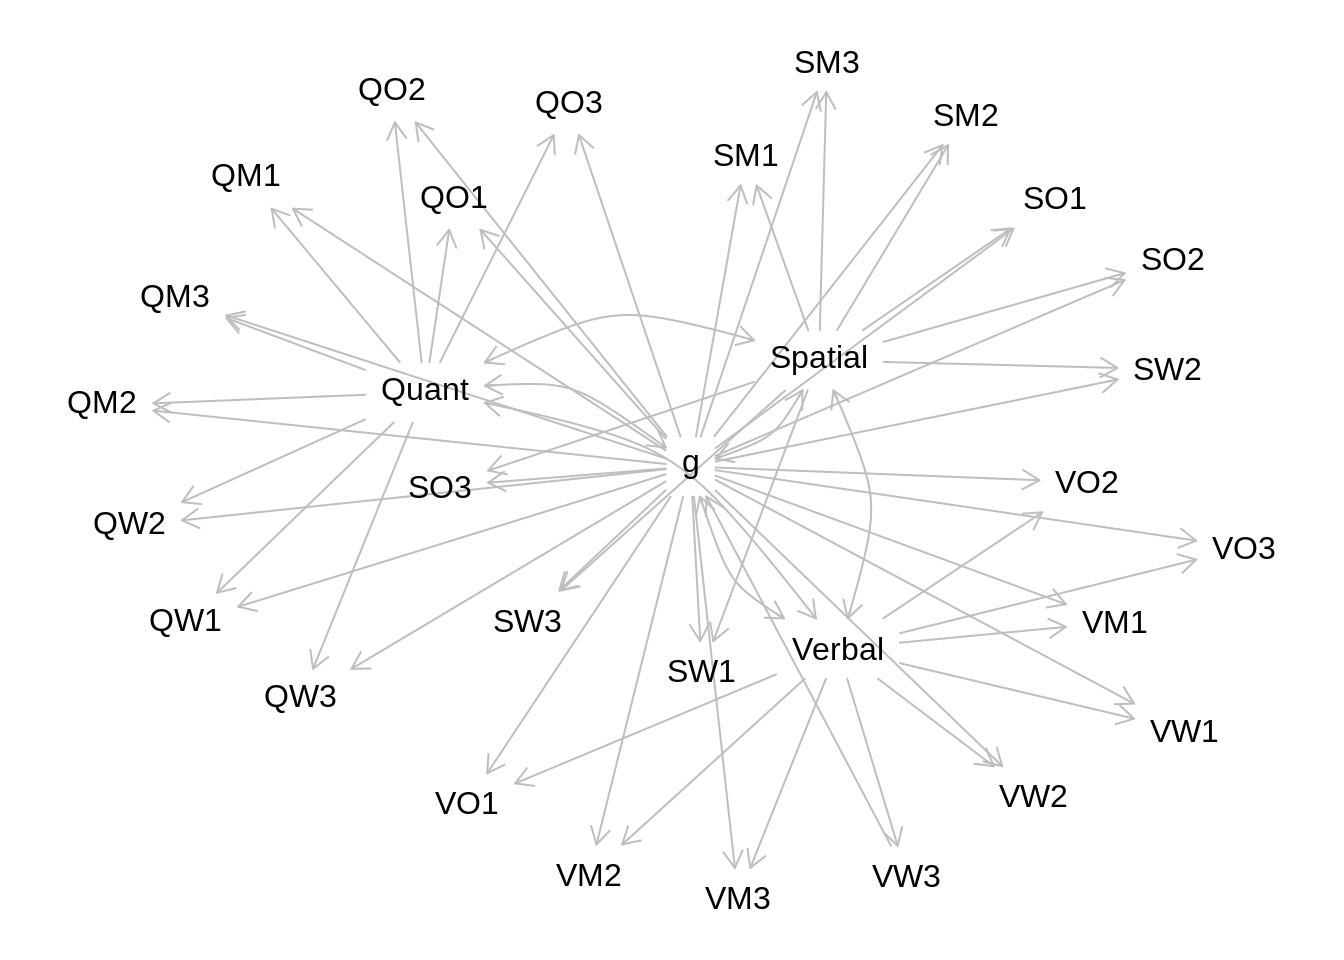 SM3
QO2
QO3
SM2
SM1
QM1
QO1
SO1
SO2
QM3
Spatial
SW2
Quant
QM2
g
VO2
SO3
QW2
VO3
QW1
SW3
VM1
Verbal
SW1
QW3
VW1
VW2
VO1
VM2
VW3
VM3